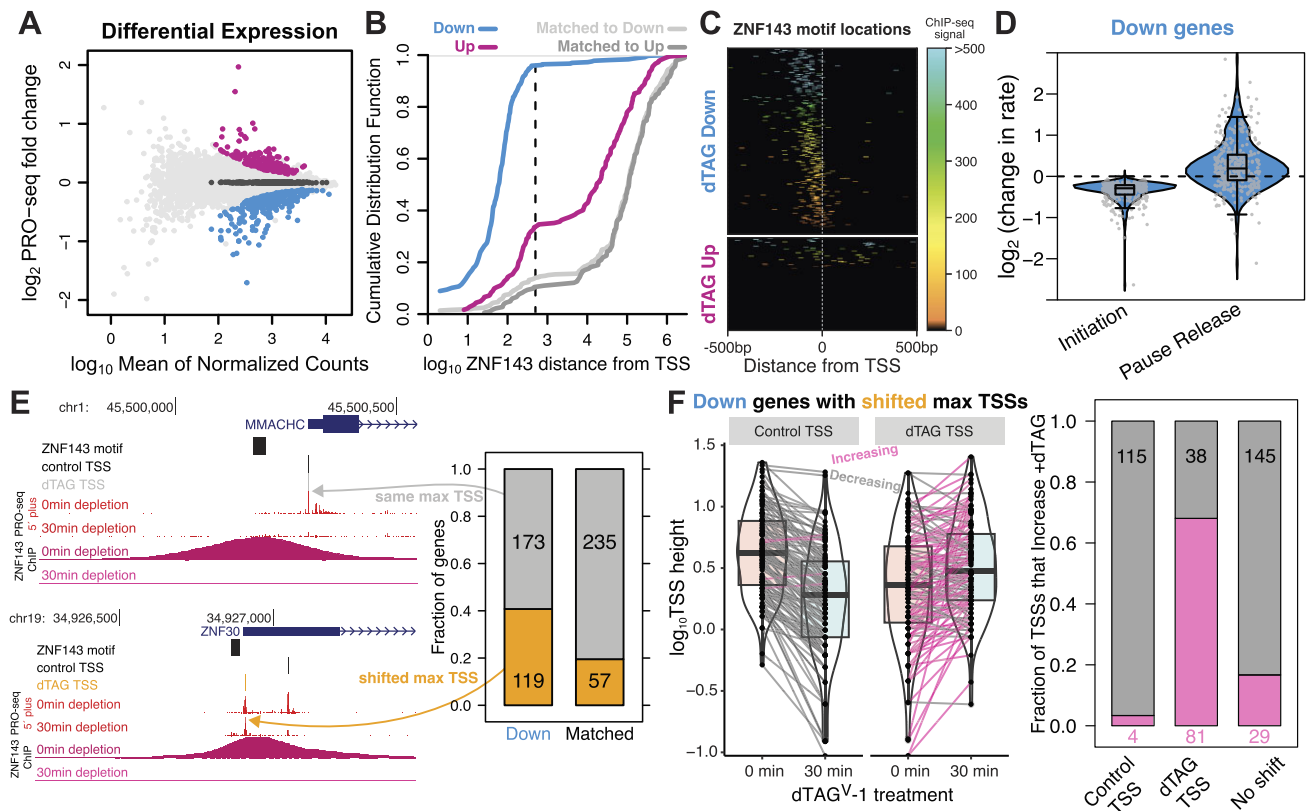 A
Differential Expression
log2 PRO−seq fold change
2
1
0
−1
−2
0
1
2
3
4
log10 Mean of Normalized Counts
B
Down
Up
Matched to Down
Matched to Up
Cumulative Distribution Function
1.0
0.8
0.6
0.4
0.2
0.0
0
1
2
3
4
5
6
log10 ZNF143 distance from TSS
C
ZNF143 motif locations
ChIP-seq
signal
>500
400
300
200
100
0
dTAG Down
dTAG Up
-500bp
0
500bp
Distance from TSS
D
Down genes
log2 (change in rate)
2
1
0
−1
−2
Initiation
Pause Release
E
chr1:
45,500,000
45,500,500
MMACHC
ZNF143 motif
control TSS
dTAG TSS
PRO-seq
5' plus
0min depletion
30min depletion
ZNF143
ChIP
0min depletion
30min depletion
same max TSS
chr19:
34,926,500
34,927,000
ZNF30
ZNF143 motif
control TSS
dTAG TSS
PRO-seq
5' plus
0min depletion
30min depletion
ZNF143
ChIP
0min depletion
30min depletion
shifted max TSS
Fraction of genes
1.0
0.8
0.6
0.4
0.2
0.0
173
235
119
57
Down
Matched
F
Down genes with shifted max TSSs
Control TSS
dTAG TSS
Increasing
Decreasing
log10TSS height
1.5
1.0
0.5
0.0
−0.5
−1.0
0 min
30 min
0 min
30 min
dTAGV-1 treatment
Fraction of TSSs that Increase +dTAG
1.0
0.8
0.6
0.4
0.2
0.0
115
38
145
4
81
29
Control
TSS
dTAG
TSS
No shift